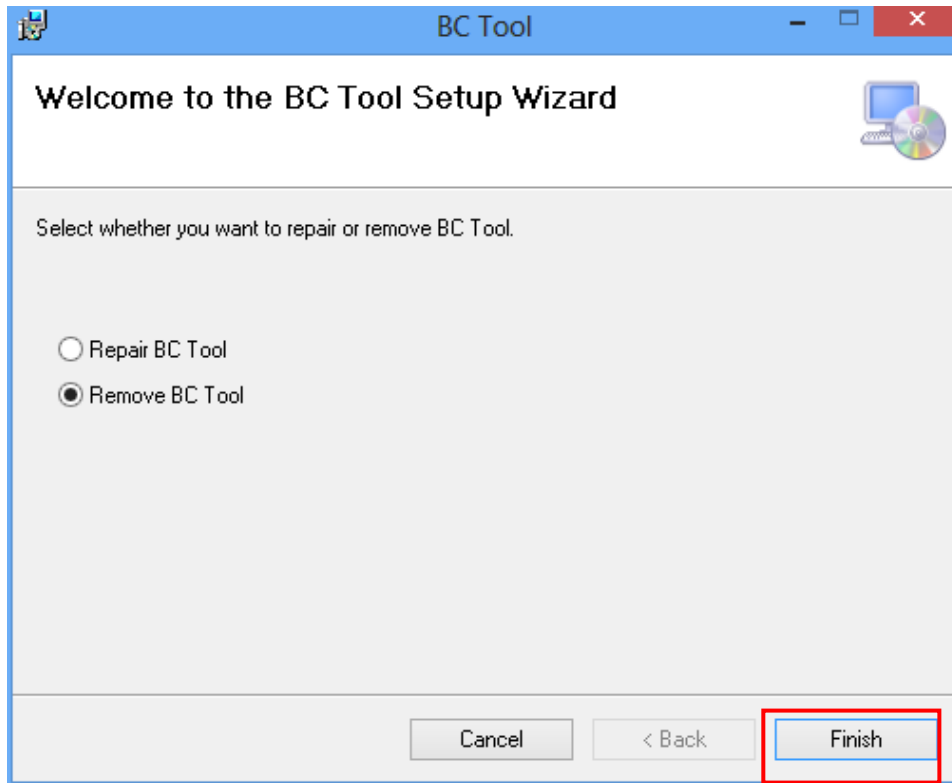 BC Tool
Welcome to the BC Tool Setup Wizard
Select whether you want to repair or remove BC Tool.
Repair BC Tool
Remove BC Tool
Cancel
< Back
Finish